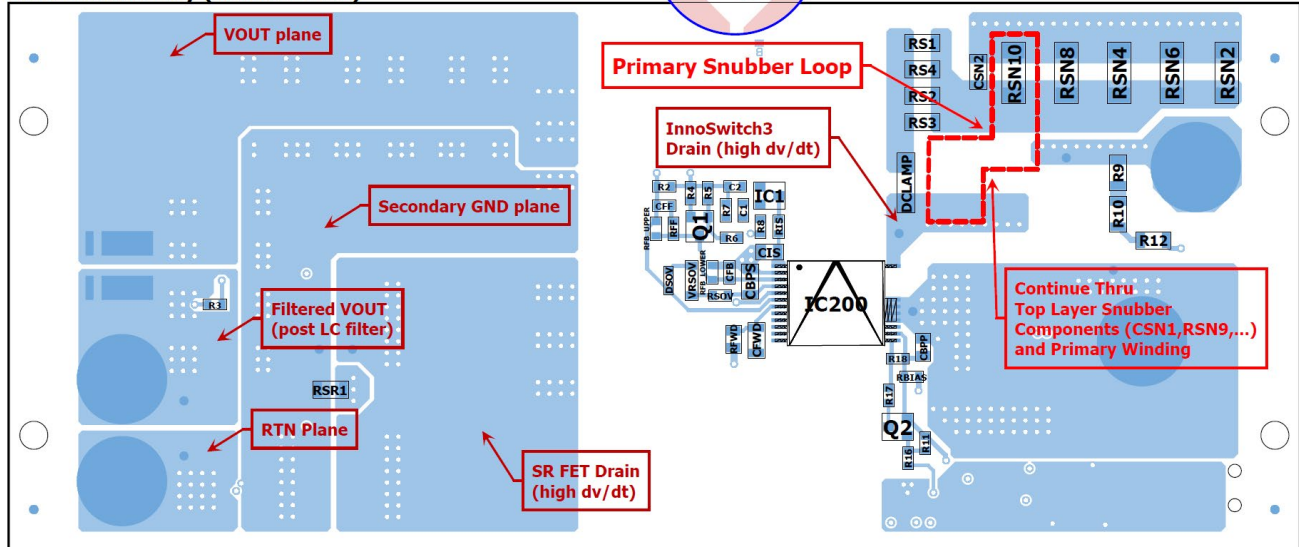 VOUT plane
Secondary GND plane
R3
Filtered VOUT
(post LC filter)
RSR1
RTN Plane
SR FET Drain
(high dv/dt)
Primary Snubber Loop
InnoSwitch3
Drain (high dv/dt)
RS1
RS4
RS2
RS3
CSN2
RSN10
RSN8
RSN4
RSN6
RSN2
DCLAMP
R9
R10
R12
R2
R4
R5
C2
CFF
RFF
RFB_UPPER
Q1
R7
C1
IC1
R8
RIS
R6
CIS
DSOV
VRSOV
RFB_LOWER
CFB
CBPS
RSOV
IC200
RFWD
CFWD
R18
CBPP
RBIAS
R17
Q2
R11
R16
Continue Thru
Top Layer Snubber
Components (CSN1,RSN9,...)
and Primary Winding